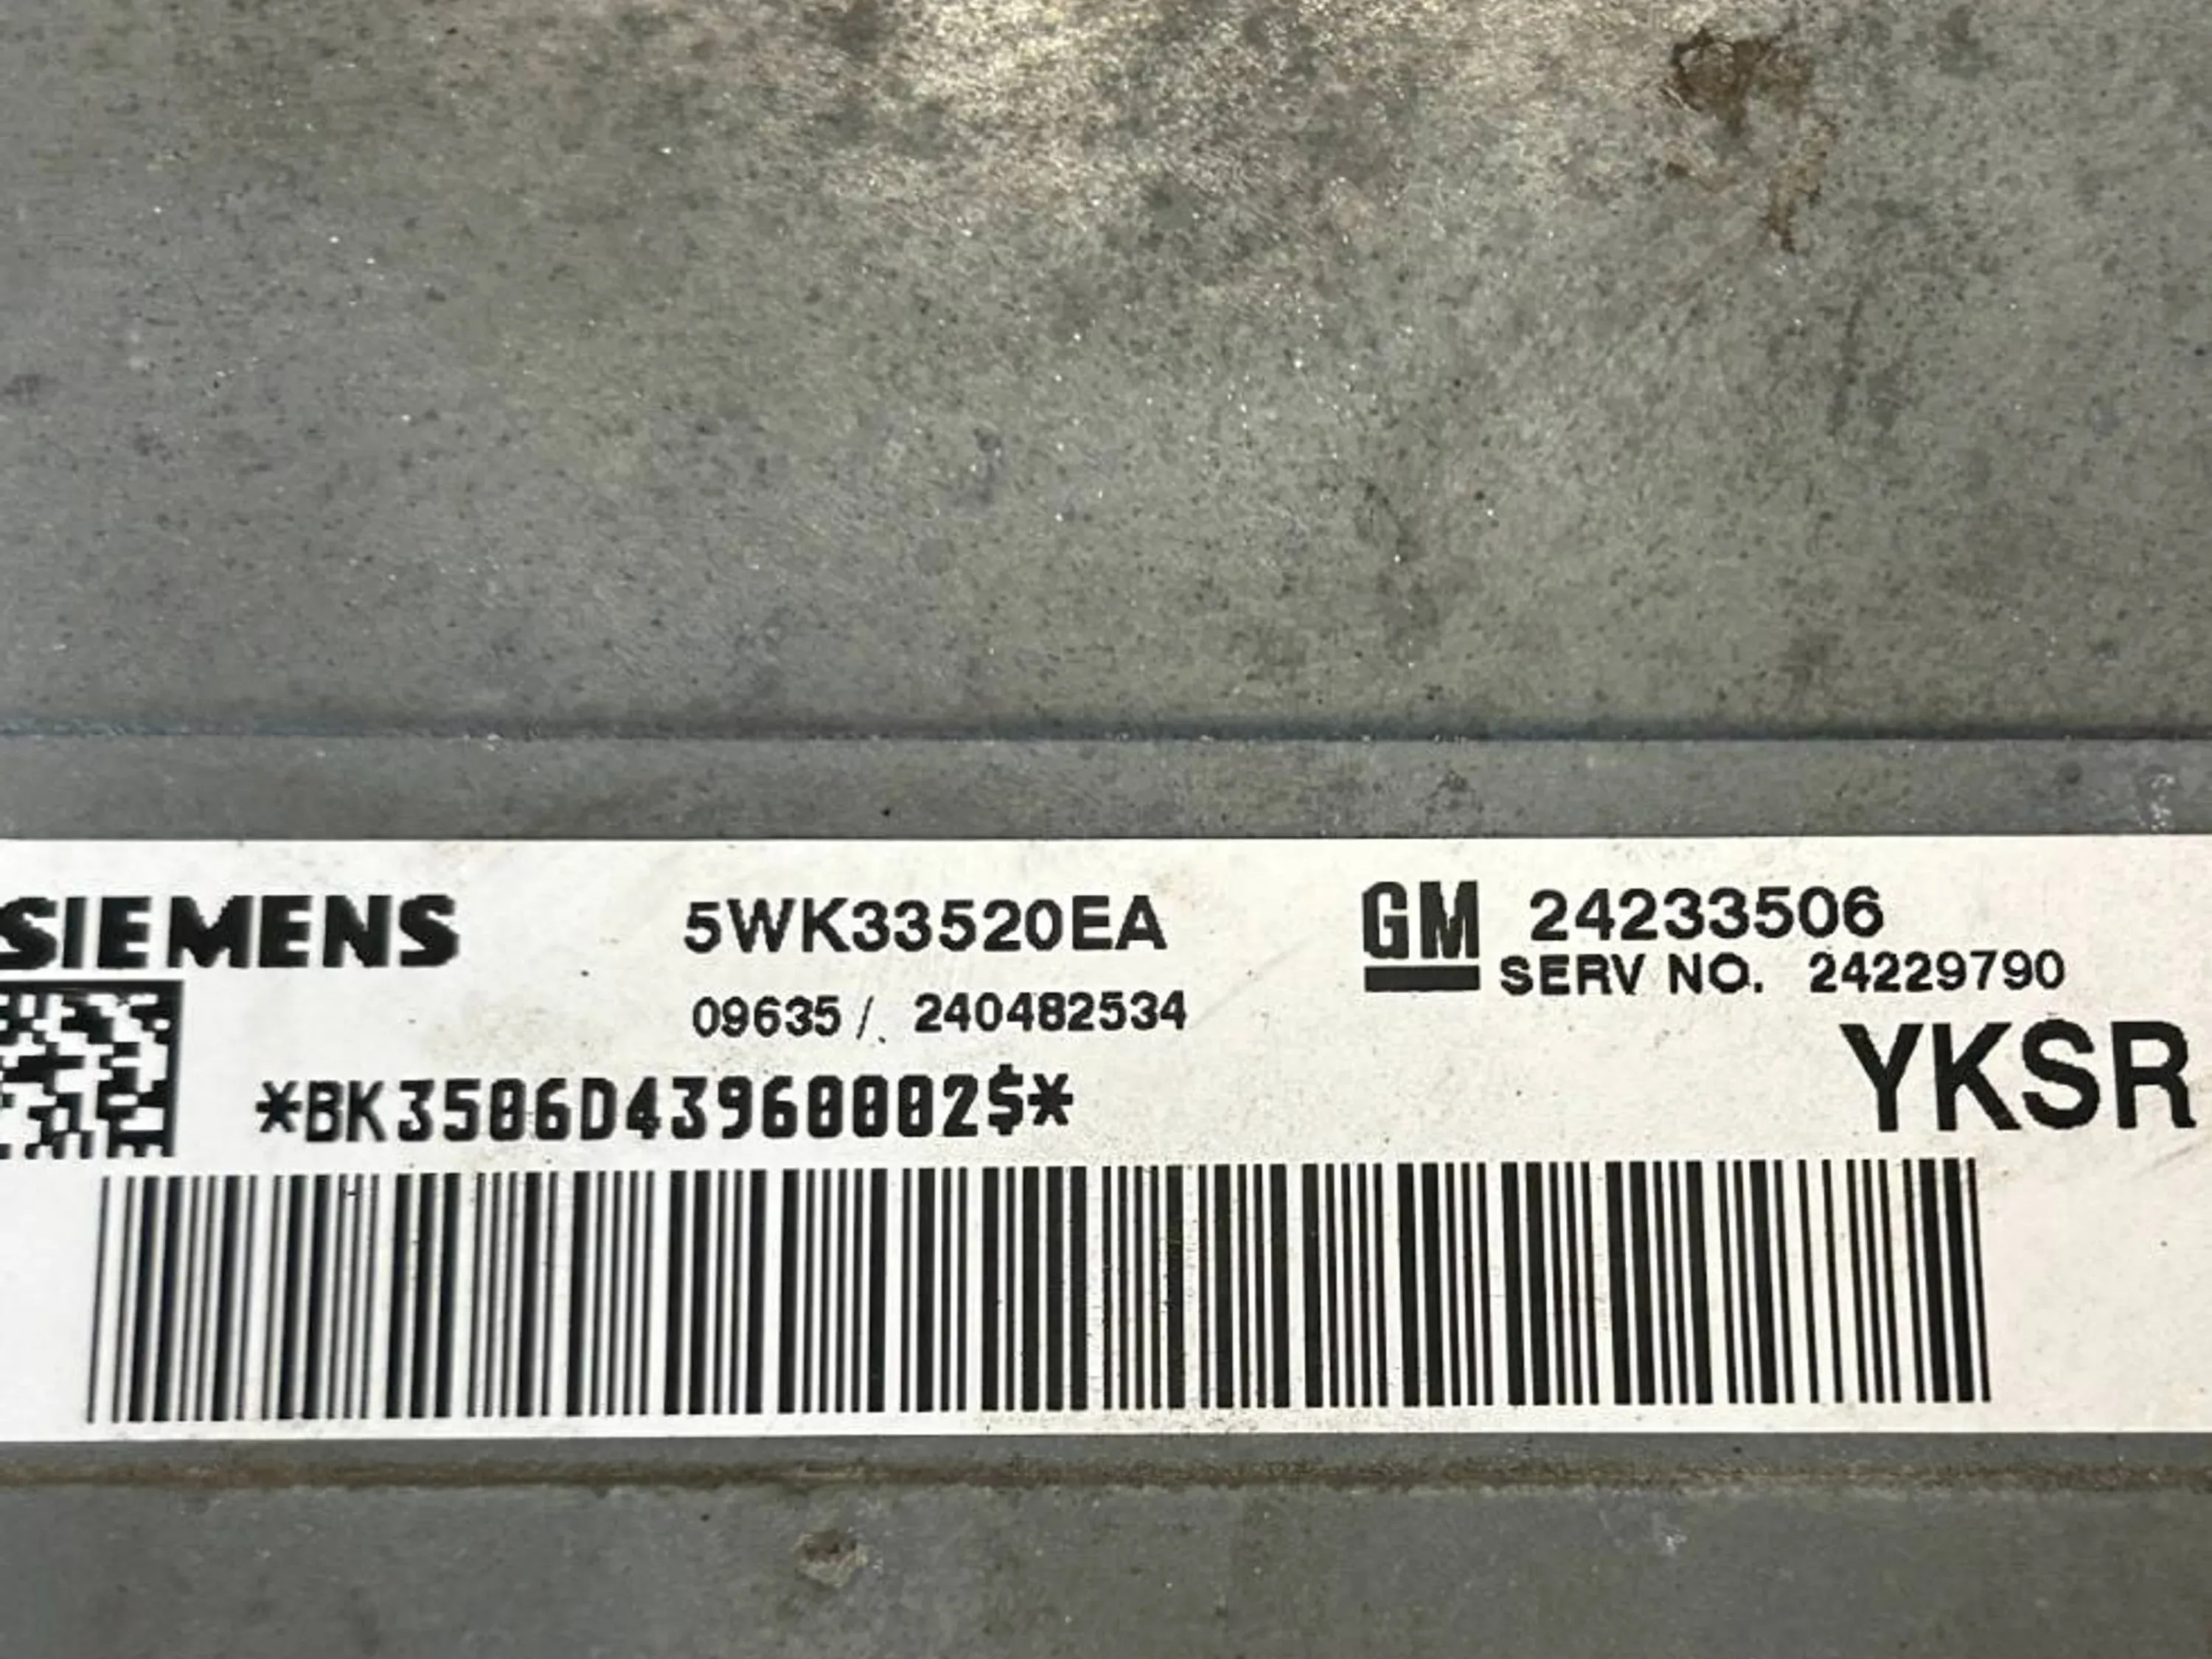 SIEMENS 5WK33520EA GM 24233506
09635 / 240482534 SERV NO. 24229790
*BK3506D43960002$* YKSR